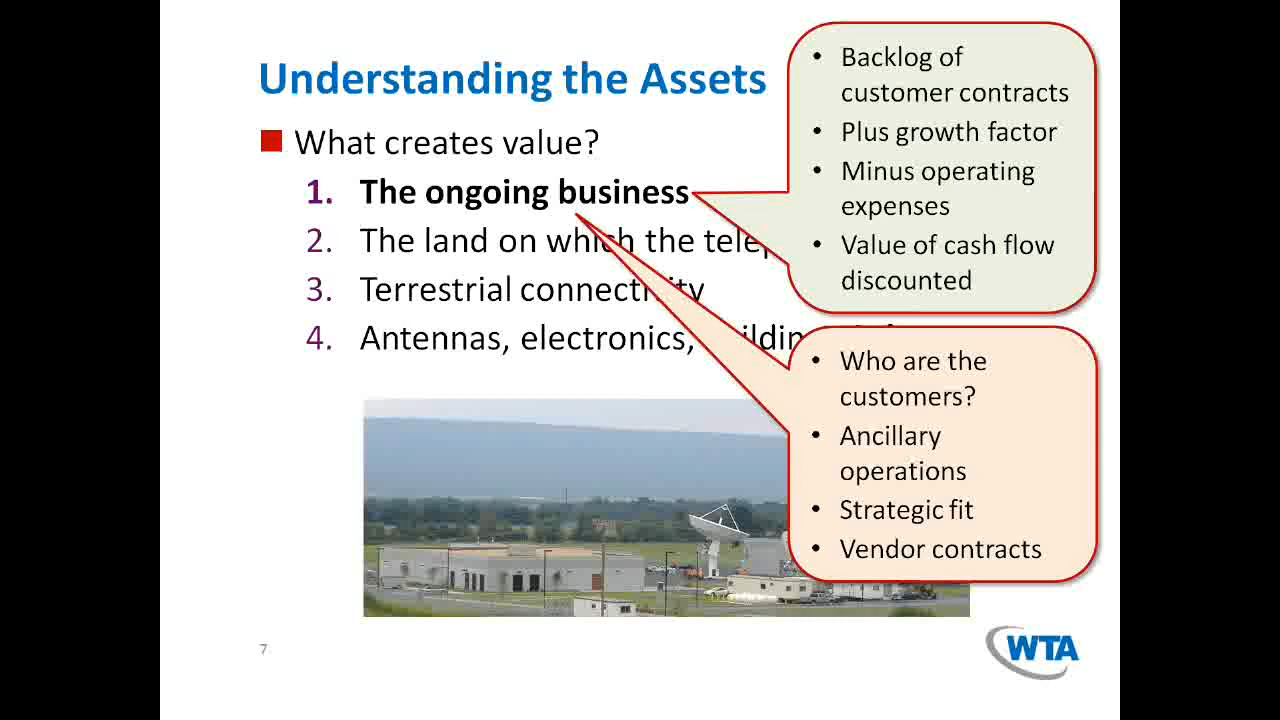 Understanding the Assets
What creates value?
1. The ongoing business
2. The land on which the
3. Terrestrial connectivity
4. Antennas, electronics,
• Backlog of
customer contracts
• Plus growth factor
• Minus operating
expenses
• Value of cash flow
discounted
• Who are the
customers?
• Ancillary
operations
• Strategic fit
• Vendor contracts
7
WTA